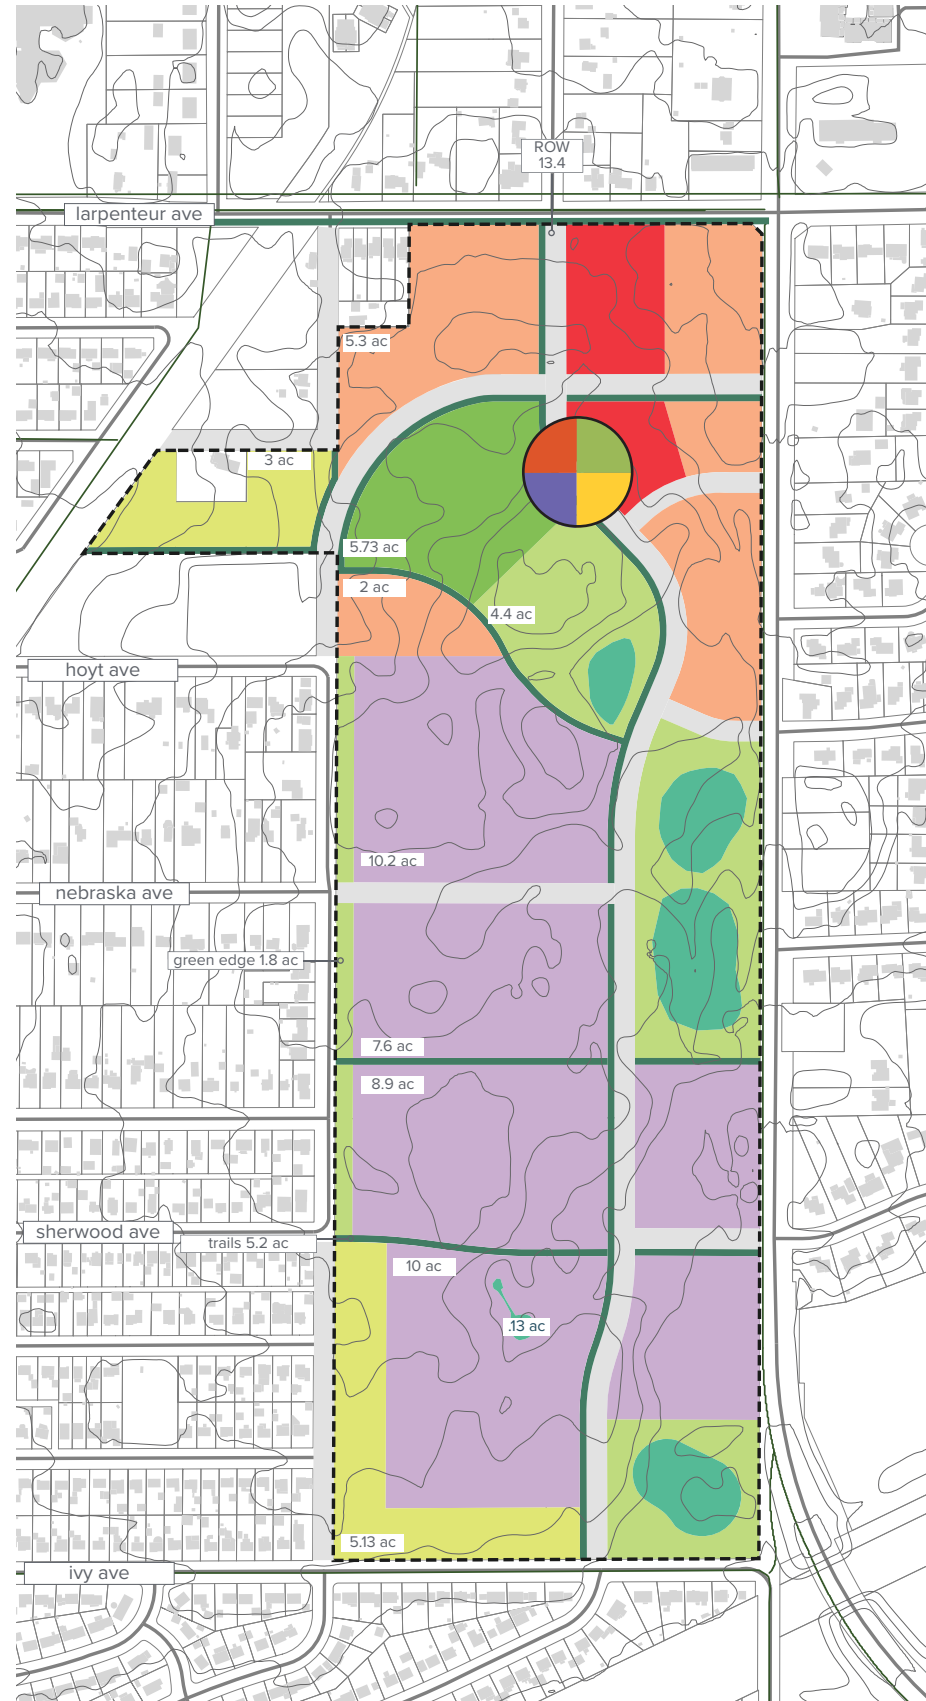 ROW
13.4
larpenteur ave
5.3 ac
3 ac
5.73 ac
2 ac
4.4 ac
hoyt ave
10.2 ac
nebraska ave
green edge 1.8 ac
7.6 ac
8.9 ac
sherwood ave
trails 5.2 ac
10 ac
.13 ac
5.13 ac
ivy ave